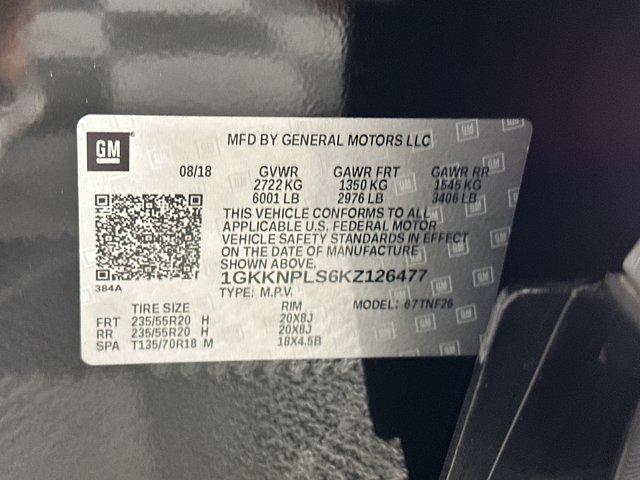 GM
MFD BY GENERAL MOTORS LLC
08/18 GVWR GAWR FRT GAWR RR
2722 KG 1350 KG 1545 KG
6001 LB 2976 LB 3406 LB
THIS VEHICLE CONFORMS TO ALL
APPLICABLE U.S. FEDERAL MOTOR
VEHICLE SAFETY STANDARDS IN EFFECT
ON THE DATE OF MANUFACTURE
SHOWN ABOVE.
384A
1GKKNPLS6KZ126477
TYPE: M.P.V.
TIRE SIZE RIM MODEL: 67TNF26
FRT 235/55R20 H 20X8J
RR 235/55R20 H 20X8J
SPA T135/70R18 M 18X4.5B